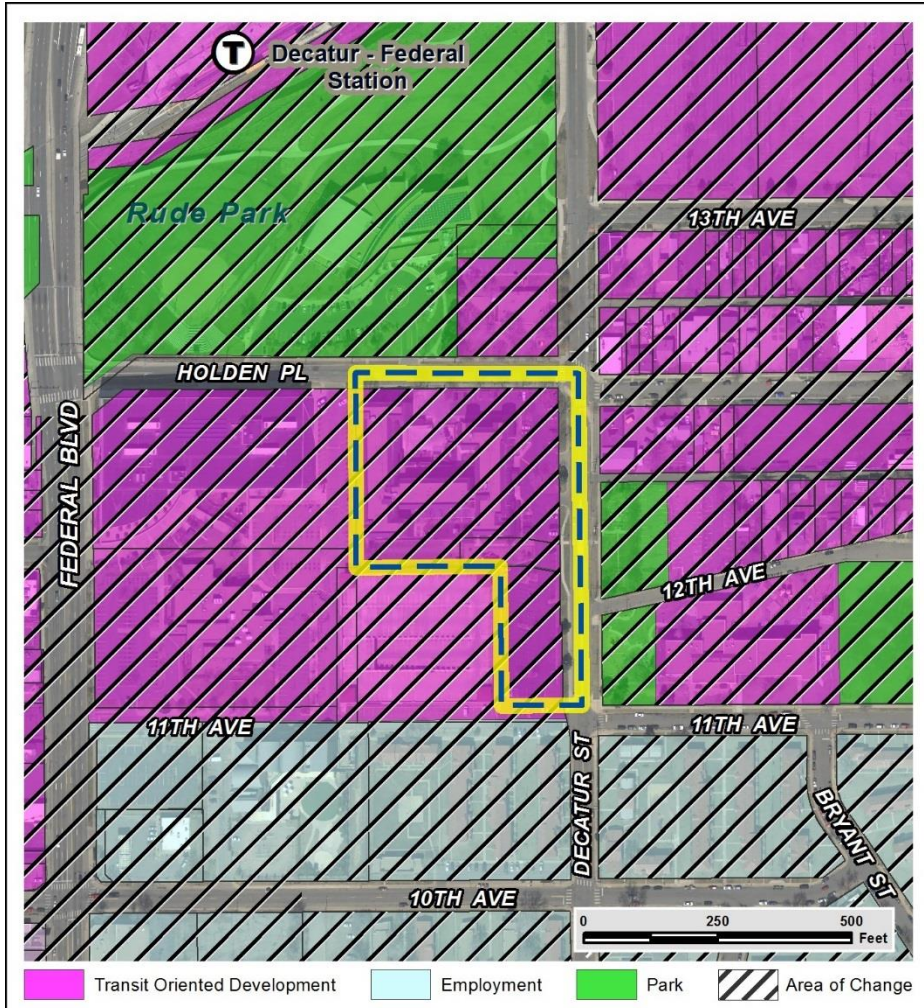 T
Decatur - Federal
Station
Rude Park
13TH AVE
HOLDEN PL
FEDERAL BLVD
12TH AVE
11TH AVE
11TH AVE
DECATUR ST
BRYANT ST
10TH AVE
0 250 500
Feet
Transit Oriented Development
Employment
Park
Area of Change